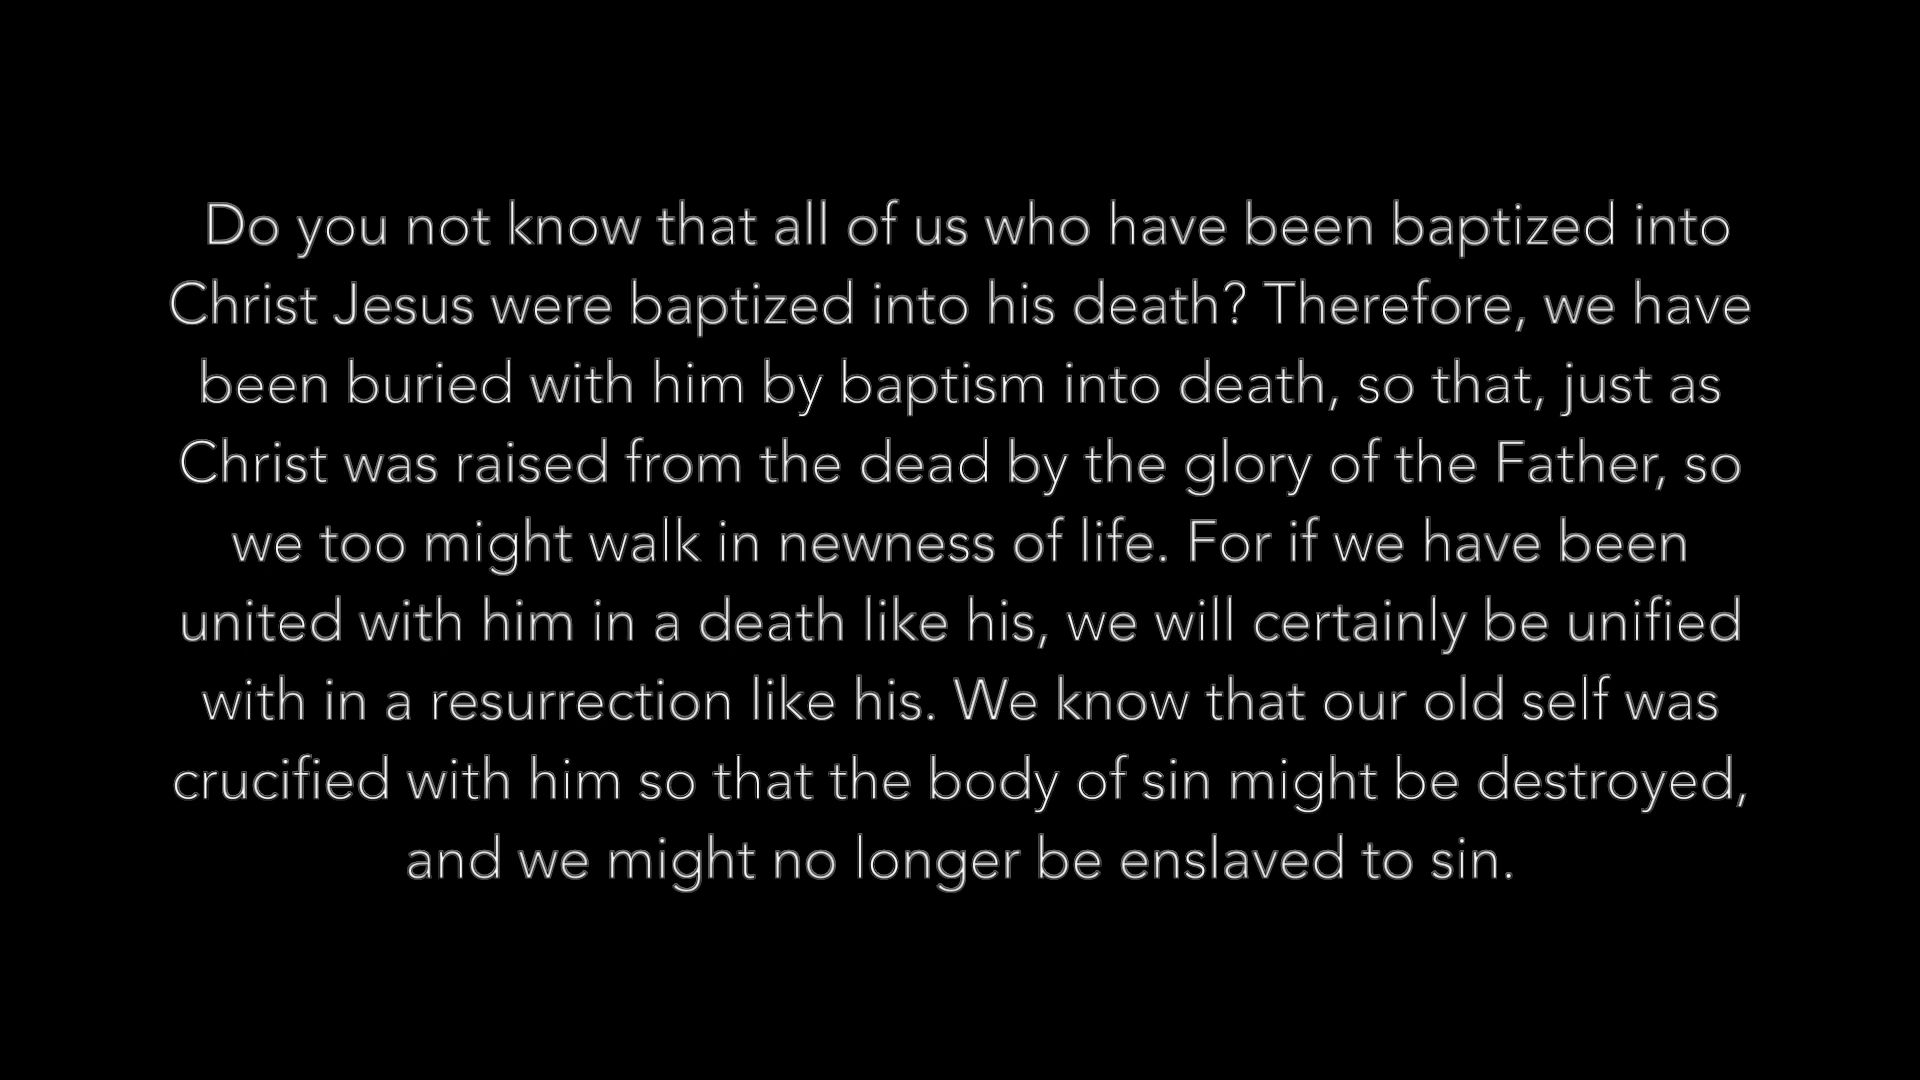 Do you not know that all of us who have been baptized into
Christ Jesus were baptized into his death? Therefore, we have
been buried with him by baptism into death, so that, just as
Christ was raised from the dead by the glory of the Father, so
we too might walk in newness of life. For if we have been
united with him in a death like his, we will certainly be unified
with in a resurrection like his. We know that our old self was
crucified with him so that the body of sin might be destroyed,
and we might no longer be enslaved to sin.